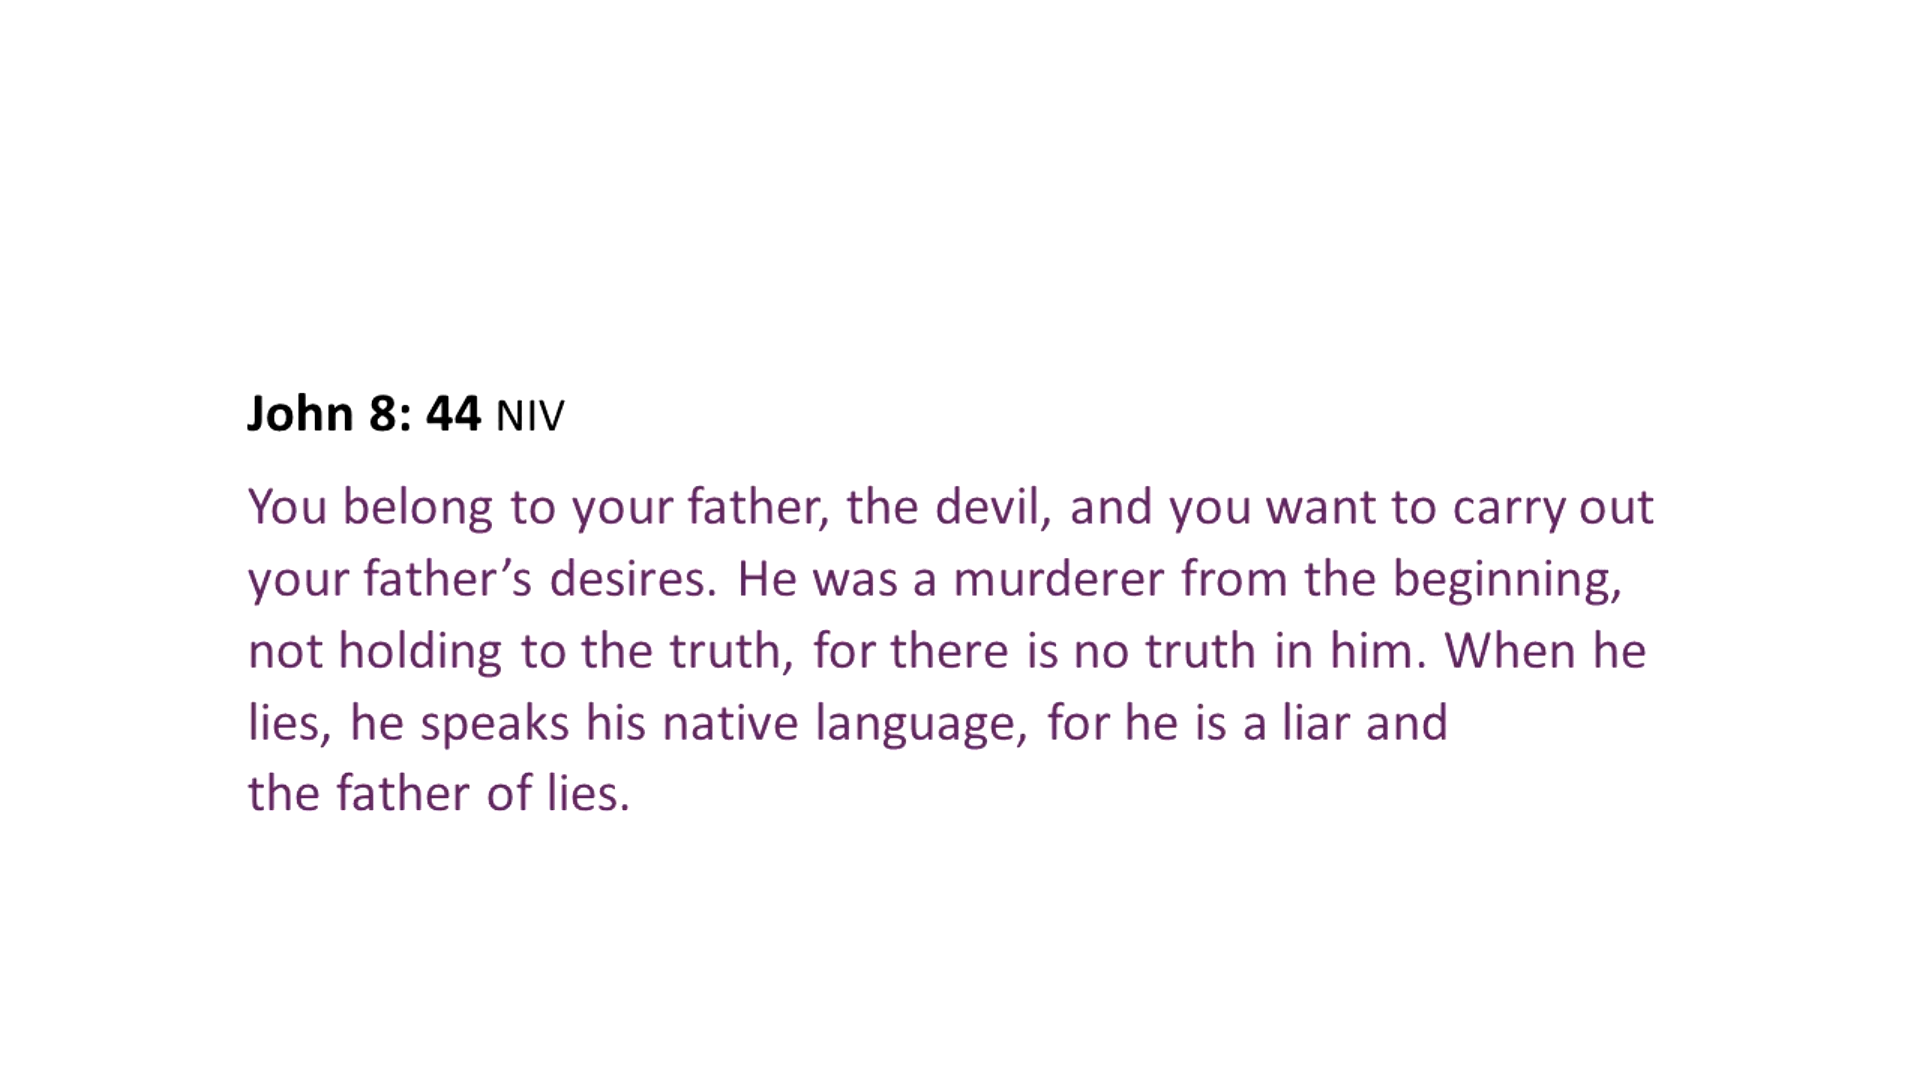 John 8: 44 NIV
You belong to your father, the devil, and you want to carry out
your father’s desires. He was a murderer from the beginning,
not holding to the truth, for there is no truth in him. When he
lies, he speaks his native language, for he is a liar and
the father of lies.